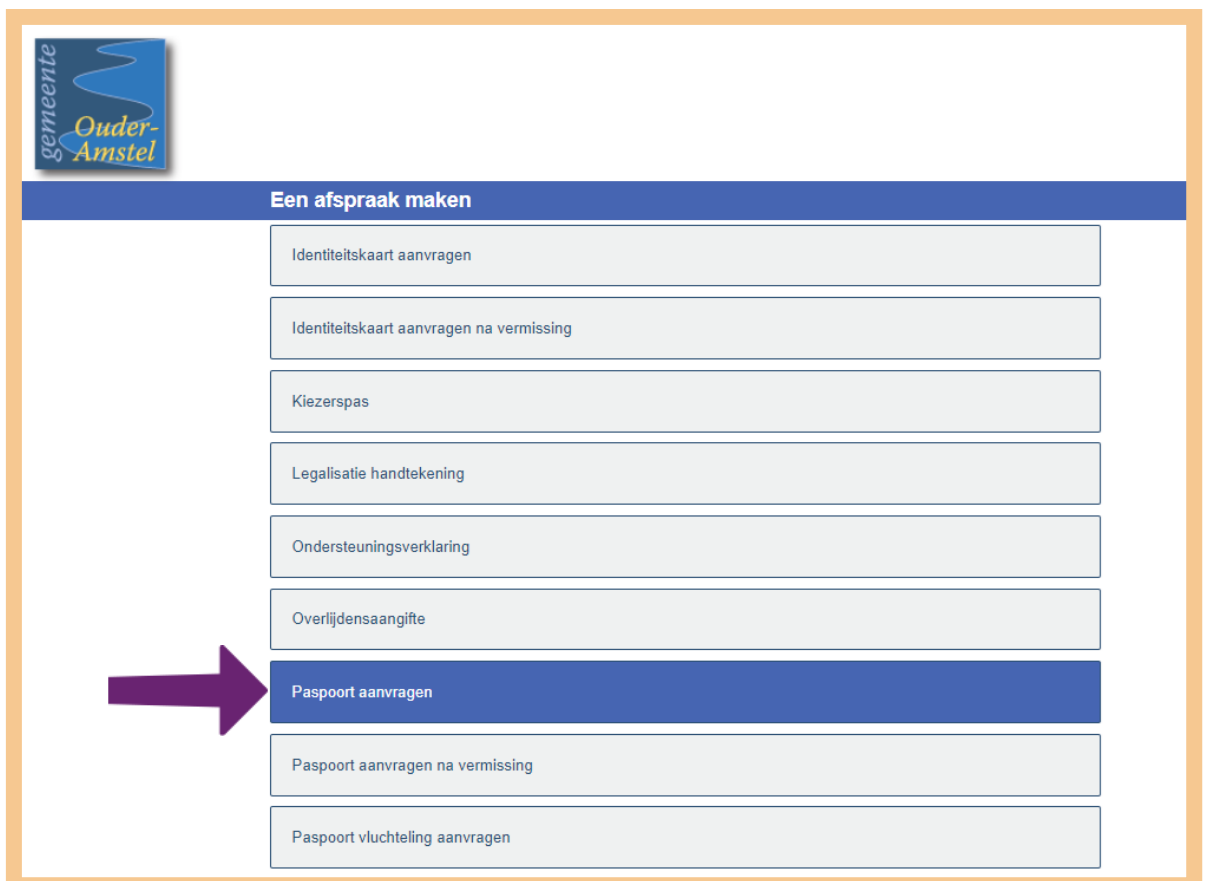 gemeente
Ouder-
Amstel
Een afspraak maken
Identiteitskaart aanvragen
Identiteitskaart aanvragen na vermissing
Kiezerspas
Legalisatie handtekening
Ondersteuningsverklaring
Overlijdensaangifte
Paspoort aanvragen
Paspoort aanvragen na vermissing
Paspoort vluchteling aanvragen